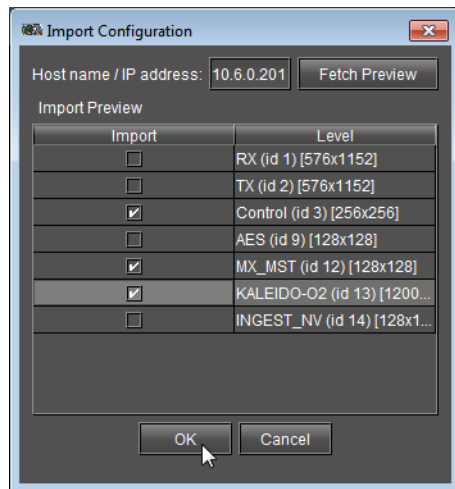 Import Configuration
Host name / IP address: 10.6.0.201 Fetch Preview
Import Preview
Import Level
RX (id 1) [576x1152]
TX (id 2) [576x1152]
Control (id 3) [256x256]
AES (id 9) [128x128]
MX_MST (id 12) [128x128]
KALEIDO-O2 (id 13) [1200...
INGEST_NV (id 14) [128x1...
OK Cancel